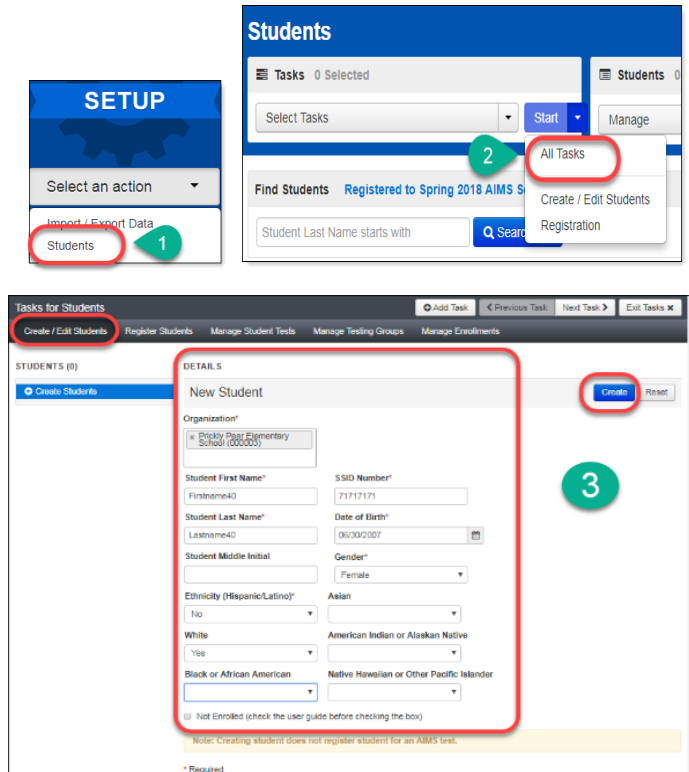 SETUP
Select an action
Import / Export Data
Students
1
Students
Tasks 0 Selected
Students 0
Select Tasks
Start
Manage
2
All Tasks
Create / Edit Students
Registration
Find Students Registered to Spring 2018 AIMS S
Student Last Name starts with
Searc
Tasks for Students
Add Task
Previous Task
Next Task
Exit Tasks
Create / Edit Students
Register Students
Manage Student Tests
Manage Testing Groups
Manage Enrollments
STUDENTS (0)
DETAILS
Create Students
New Student
Create
Reset
Organization*
× Prickly Pear Elementary
School (000003)
3
Student First Name*
SSID Number*
Firstname40
71717171
Student Last Name*
Date of Birth*
Lastname40
06/30/2007
Student Middle Initial
Gender*
Female
Ethnicity (Hispanic/Latino)*
Asian
No
White
American Indian or Alaskan Native
Yes
Black or African American
Native Hawaiian or Other Pacific Islander
Not Enrolled (check the user guide before checking the box)
Note: Creating student does not register student for an AIMS test.
* Required